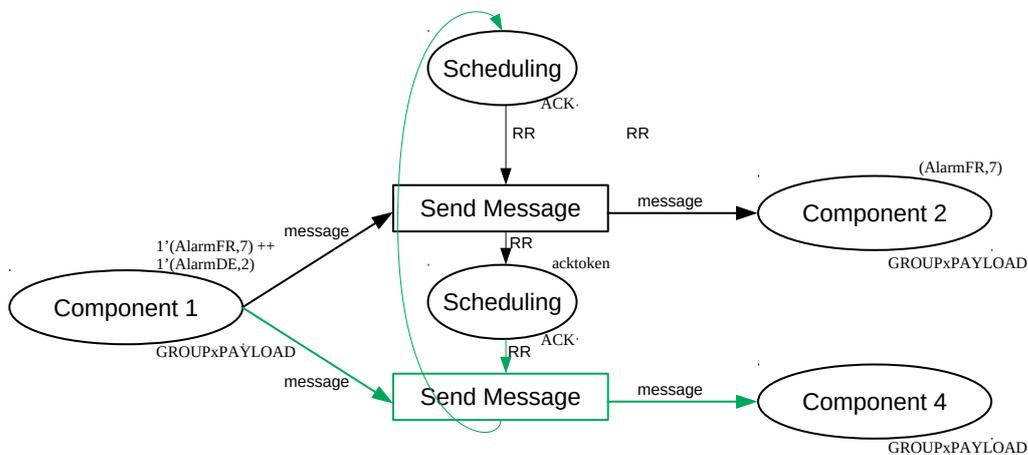 Scheduling
ACK
RR
RR
(AlarmFR,7)
Send Message
message
Component 2
message
RR
1’(AlarmFR,7) ++
1’(AlarmDE,2)
acktoken
GROUPxPAYLOAD
Component 1
Scheduling
ACK
GROUPxPAYLOAD
RR
message
message
Send Message
Component 4
GROUPxPAYLOAD